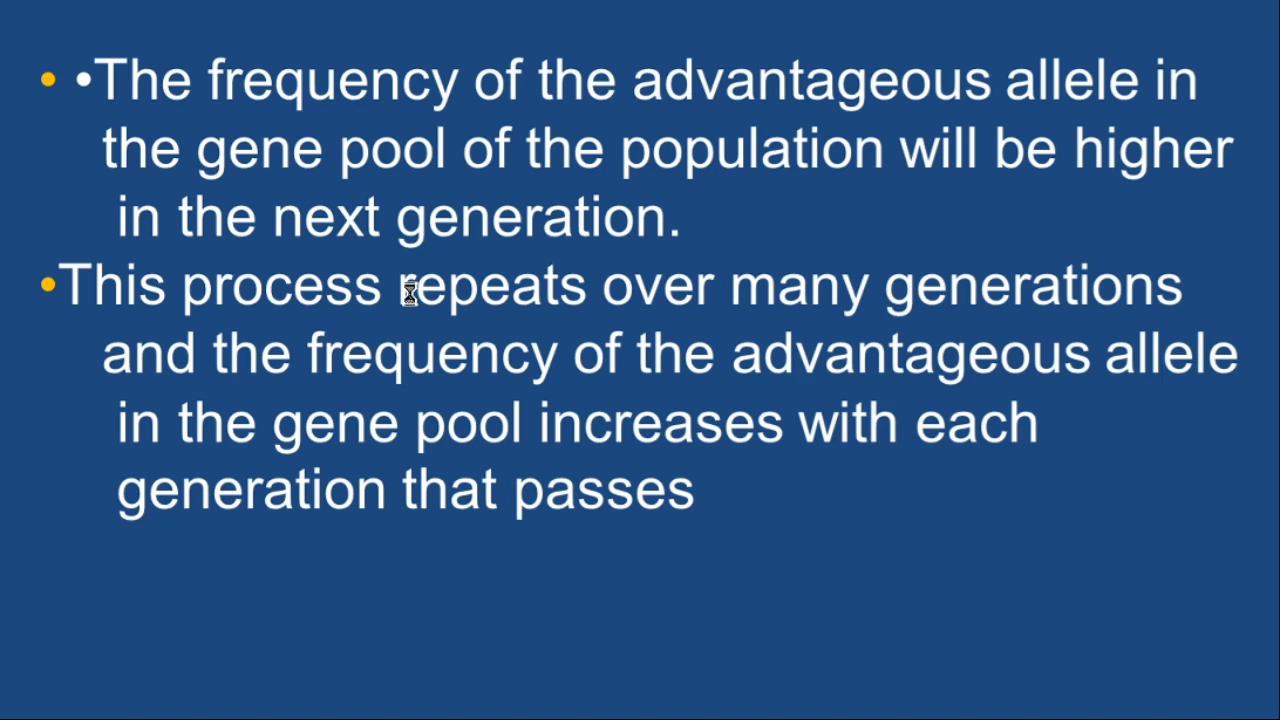 • •The frequency of the advantageous allele in
the gene pool of the population will be higher
in the next generation.
•This process repeats over many generations
and the frequency of the advantageous allele
in the gene pool increases with each
generation that passes